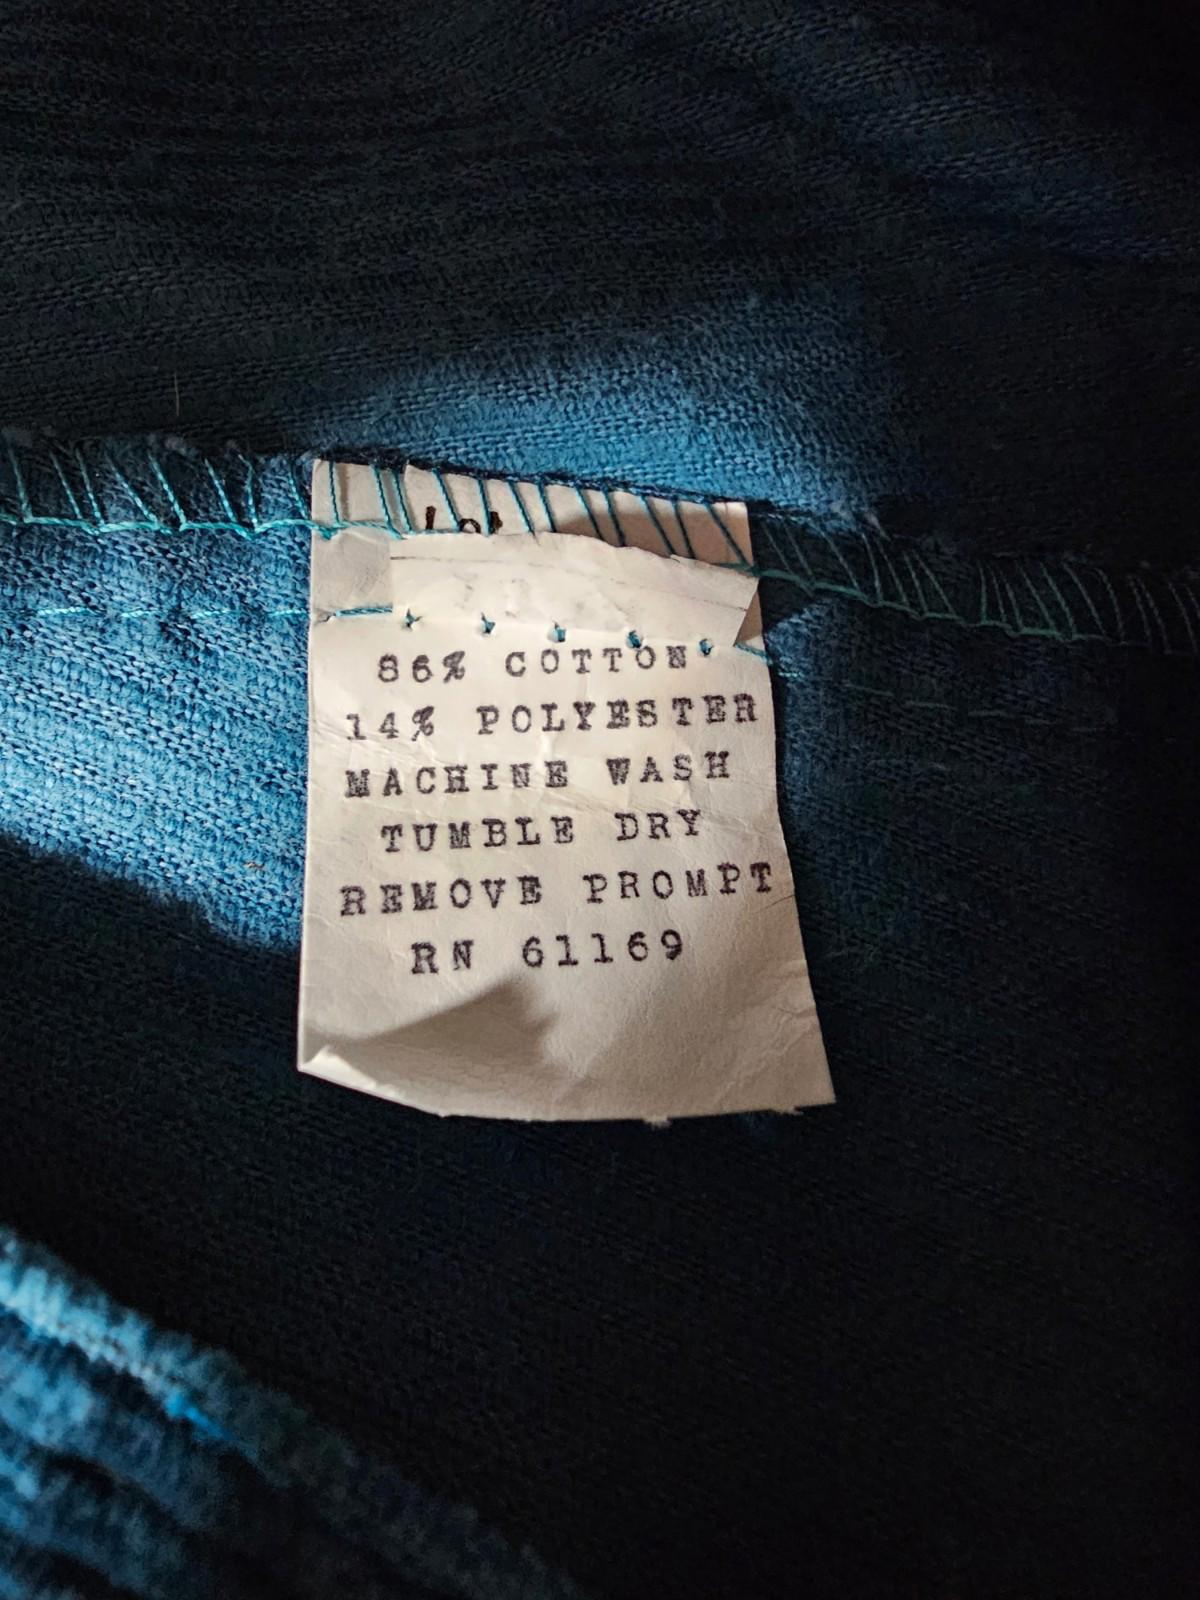 86% COTTON
14% POLYESTER
MACHINE WASH
TUMBLE DRY
REMOVE PROMPT
RN 61169